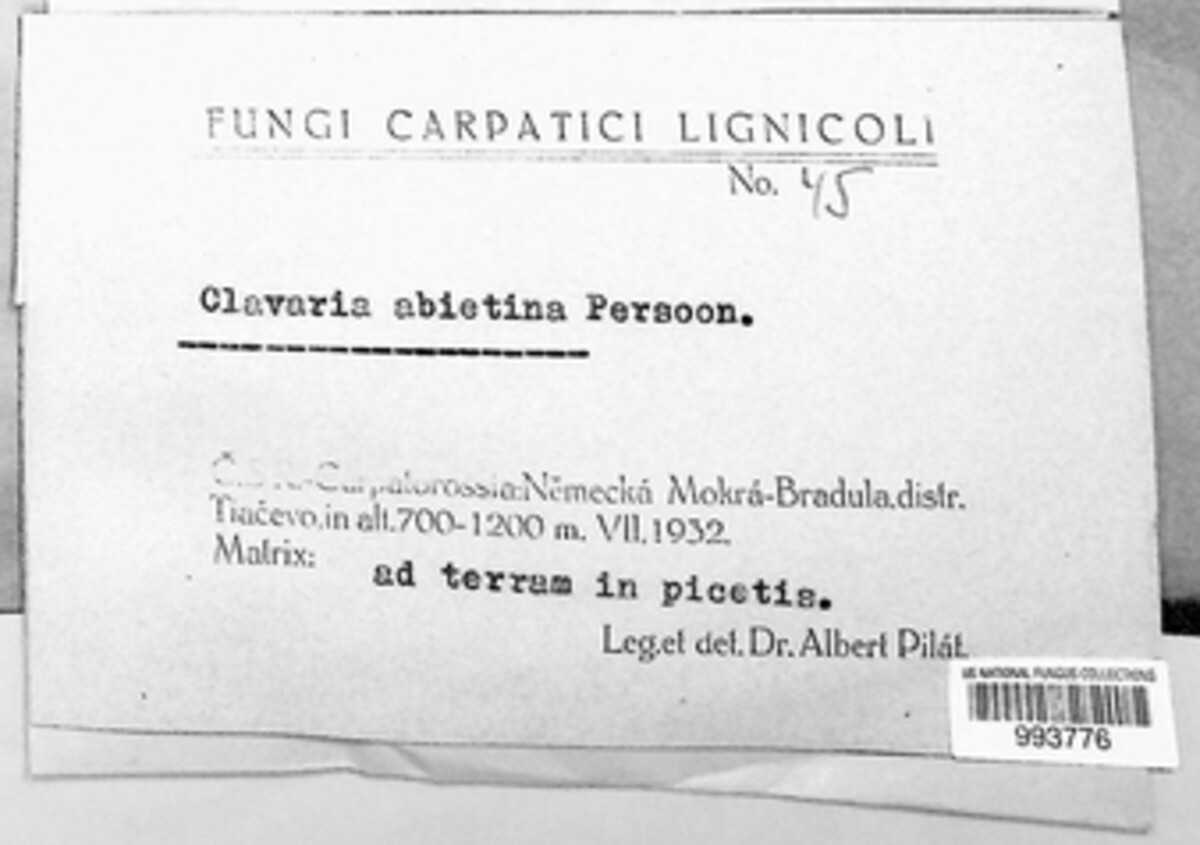 FUNGI CARPATICI LIGNICOLI
No. 45
Clavaria abietina Persoon.
Carpatorossia: Německá Mokrá-Bradula, distr.
Tiačevo, in alt. 700-1200 m. VII. 1932.
Matrix: ad terram in picetis.
Leg. et det. Dr. Albert Pilát.
US NATIONAL FUNGUS COLLECTIONS
993776